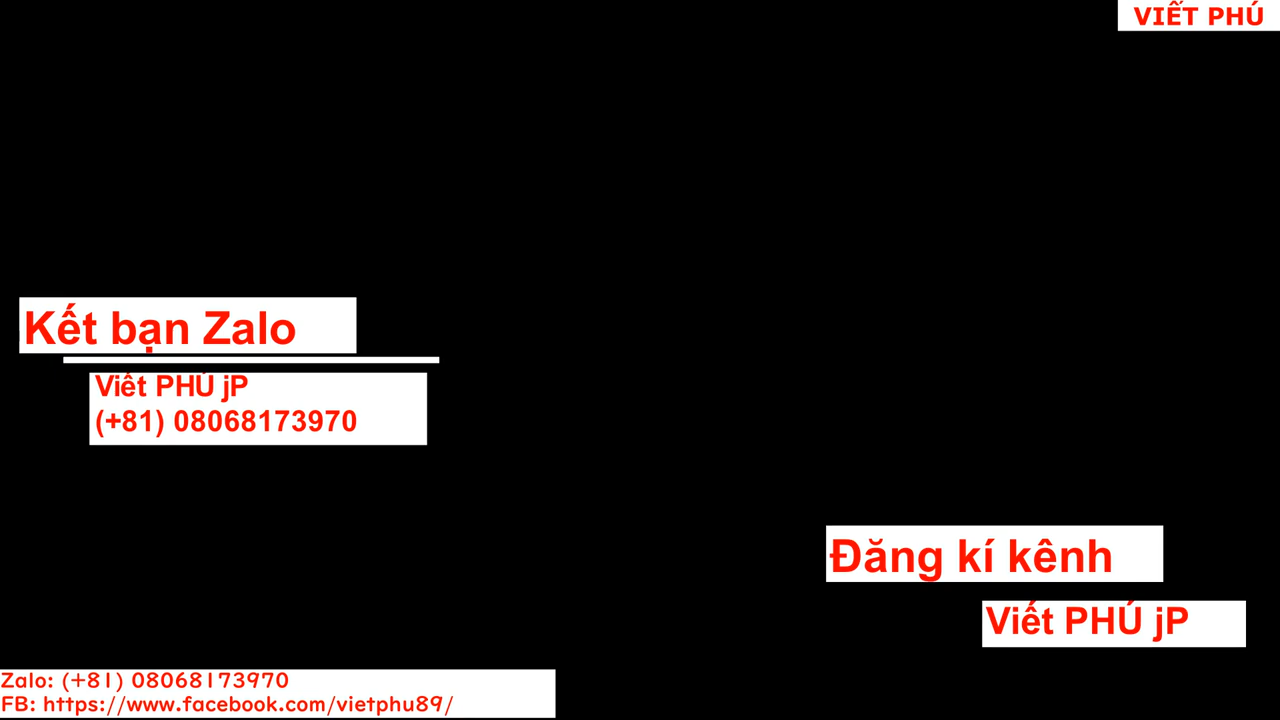 VIẾT PHÚ
Kết bạn Zalo
Viết PHÚ jP
(+81) 08068173970
Đăng kí kênh
Viết PHÚ jP
Zalo: (+81) 08068173970
FB: https://www.facebook.com/vietphu89/